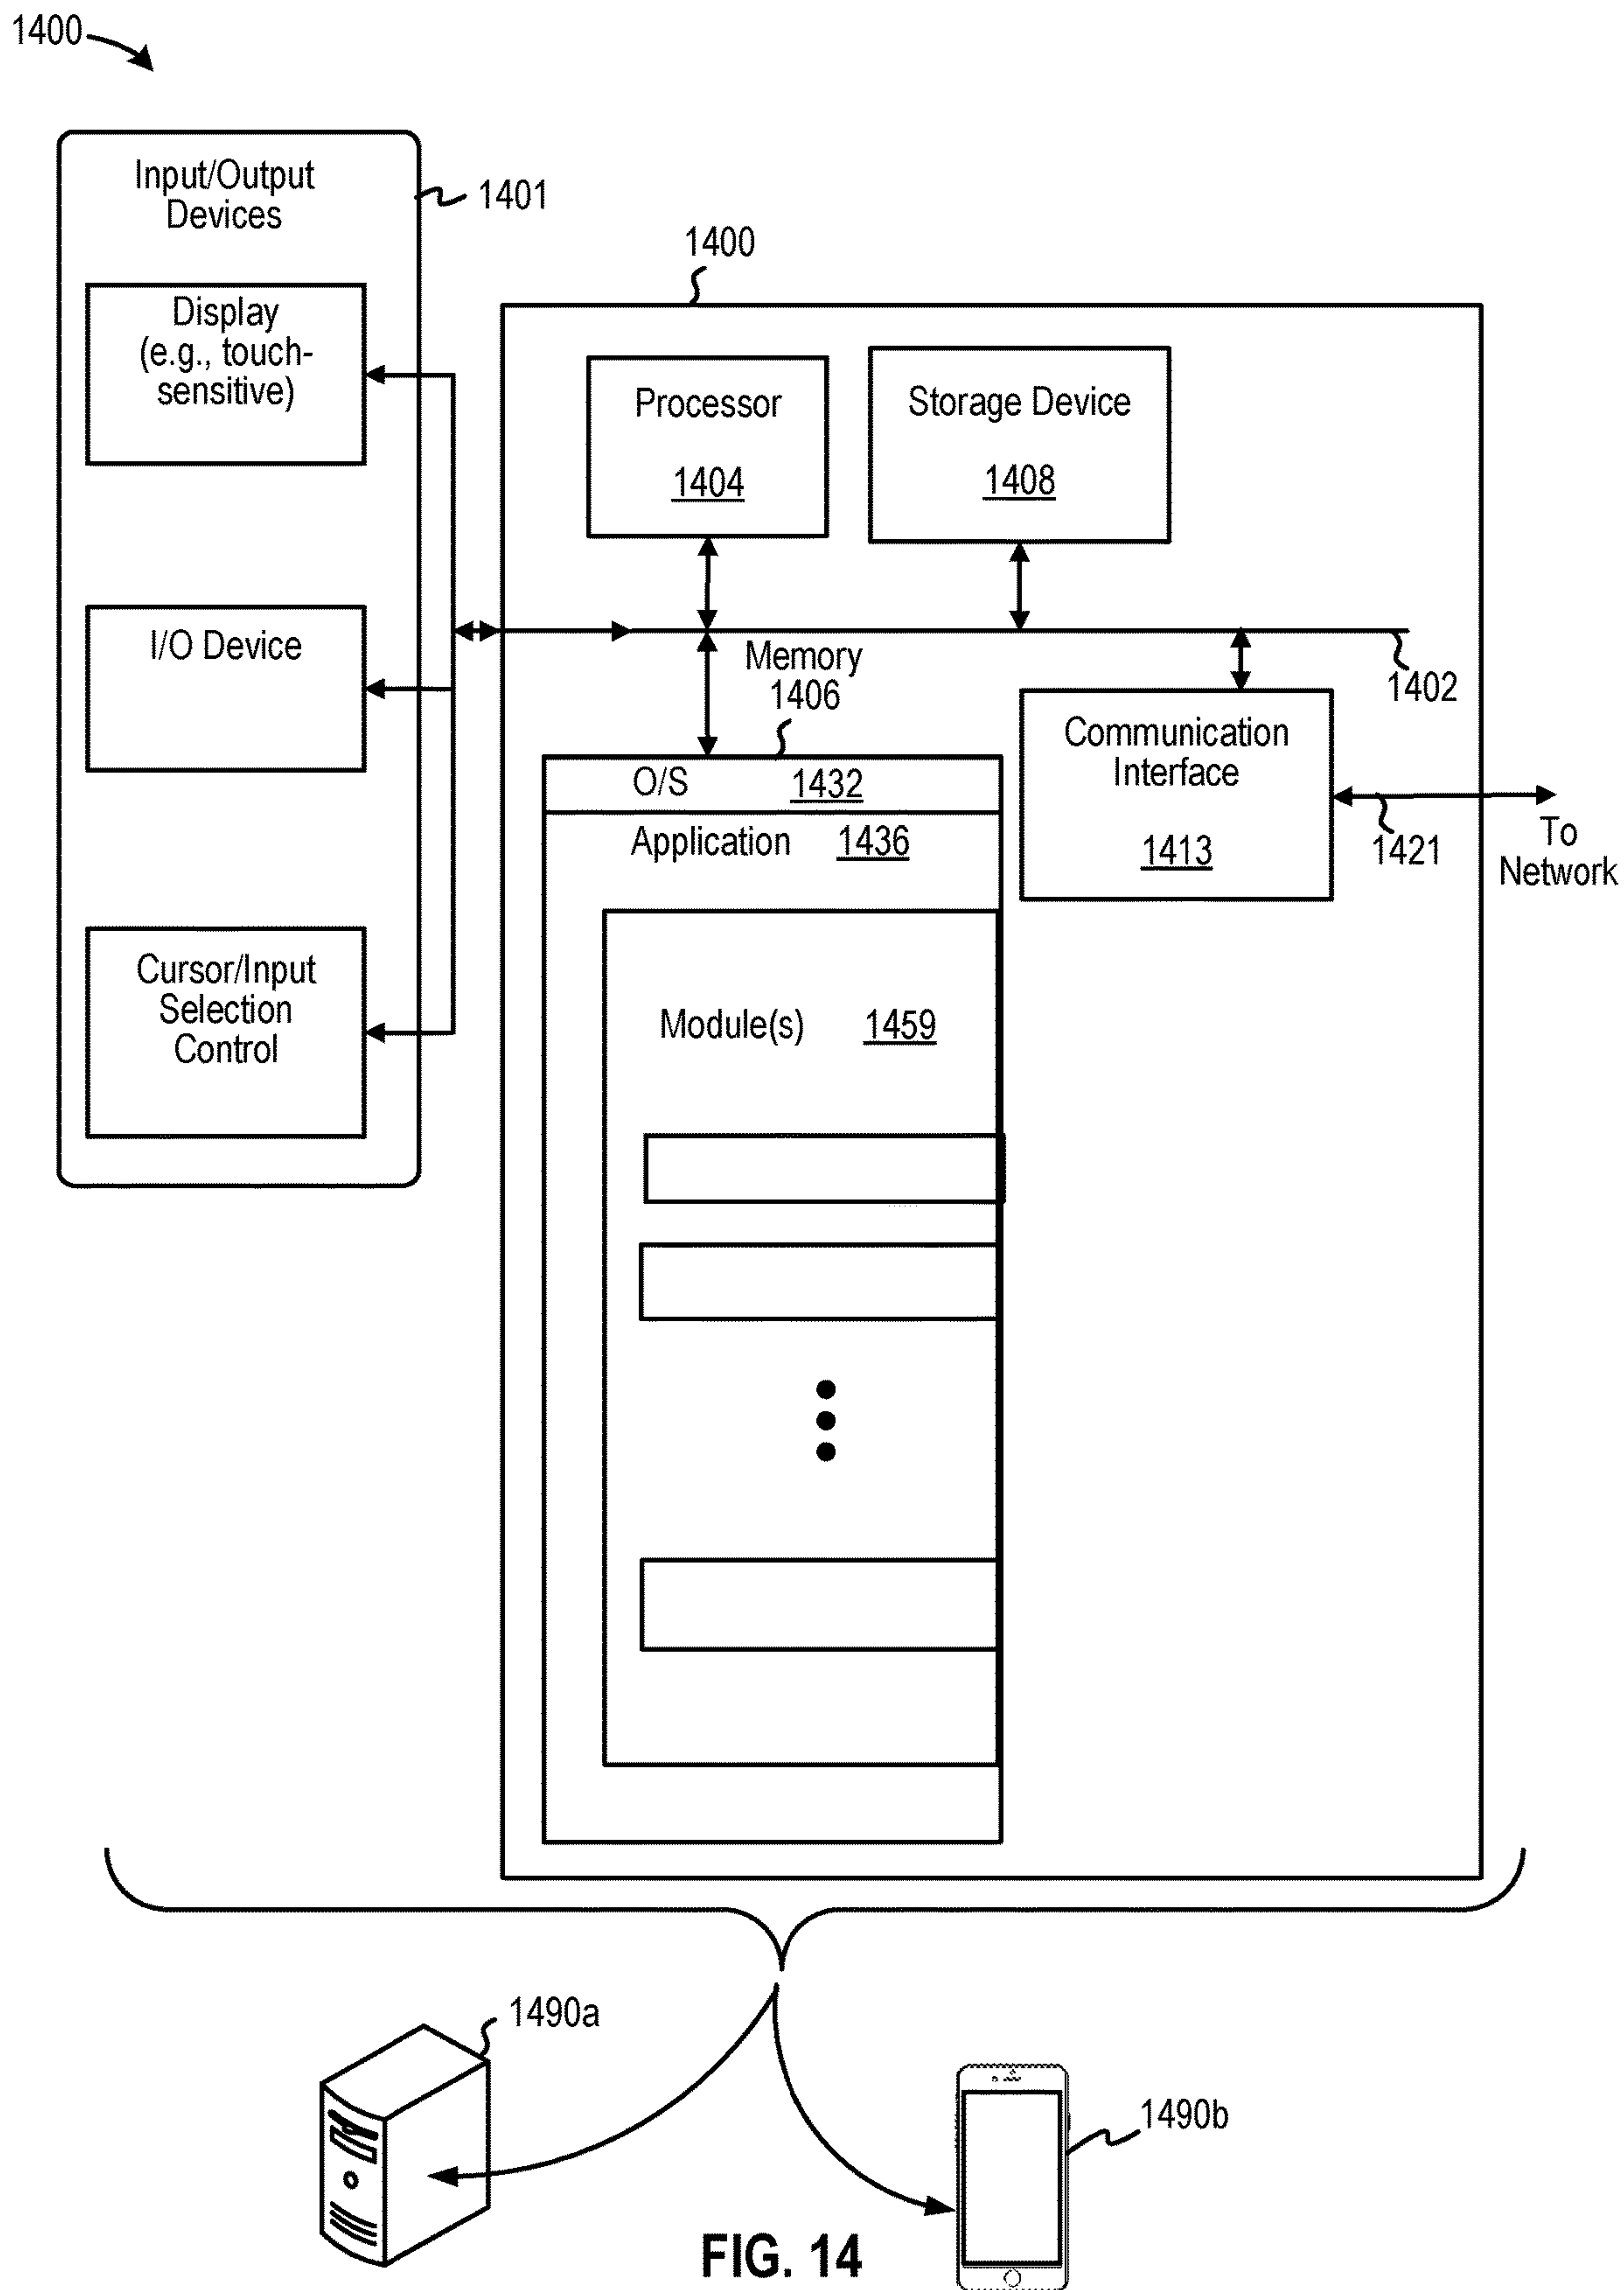 1400
Input/Output
Devices
1401
Display
(e.g., touch-
sensitive)
I/O Device
Cursor/Input
Selection
Control
1400
Processor
1404
Storage Device
1408
1402
Memory
1406
O/S 1432
Application 1436
Module(s) 1459
Communication
Interface
1413
1421
To
Network
1490a
1490b
FIG. 14